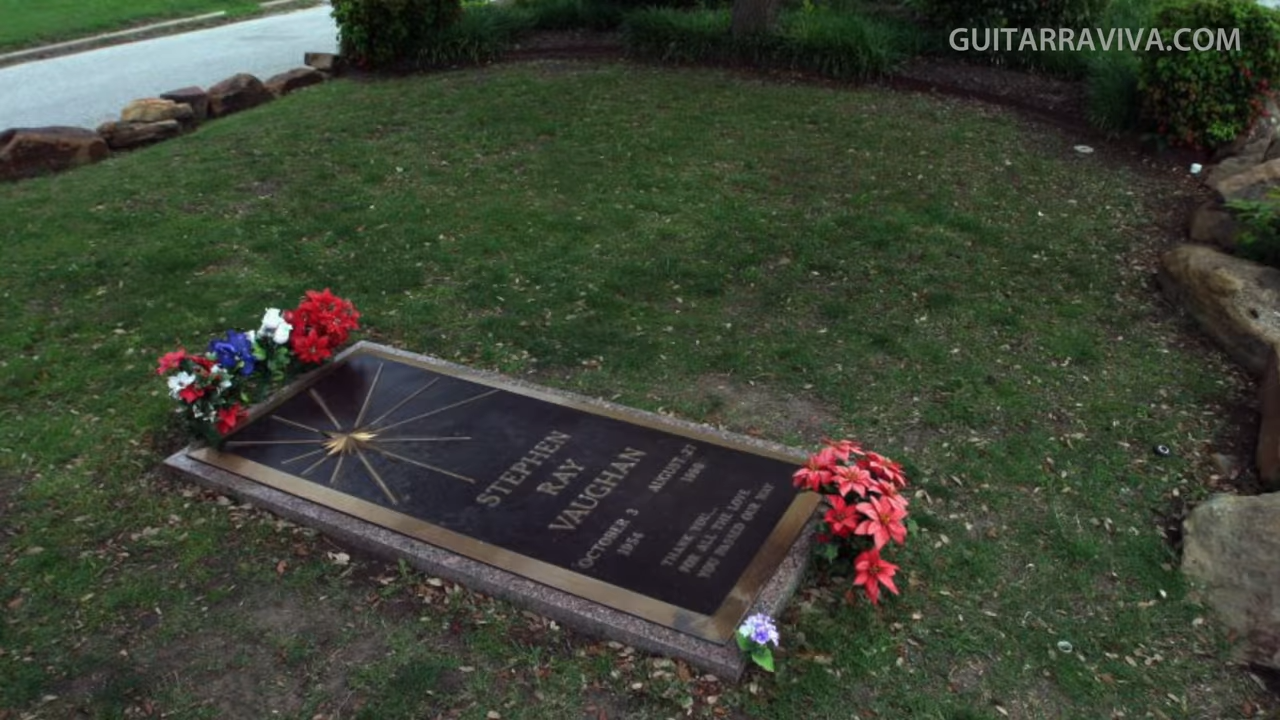 GUITARRAVIVA.COM
STEPHEN
RAY
VAUGHAN
OCTOBER 3
1954
AUGUST 27
1990
THANK YOU...
FOR ALL THE LOVE
YOU PASSED OUR WAY